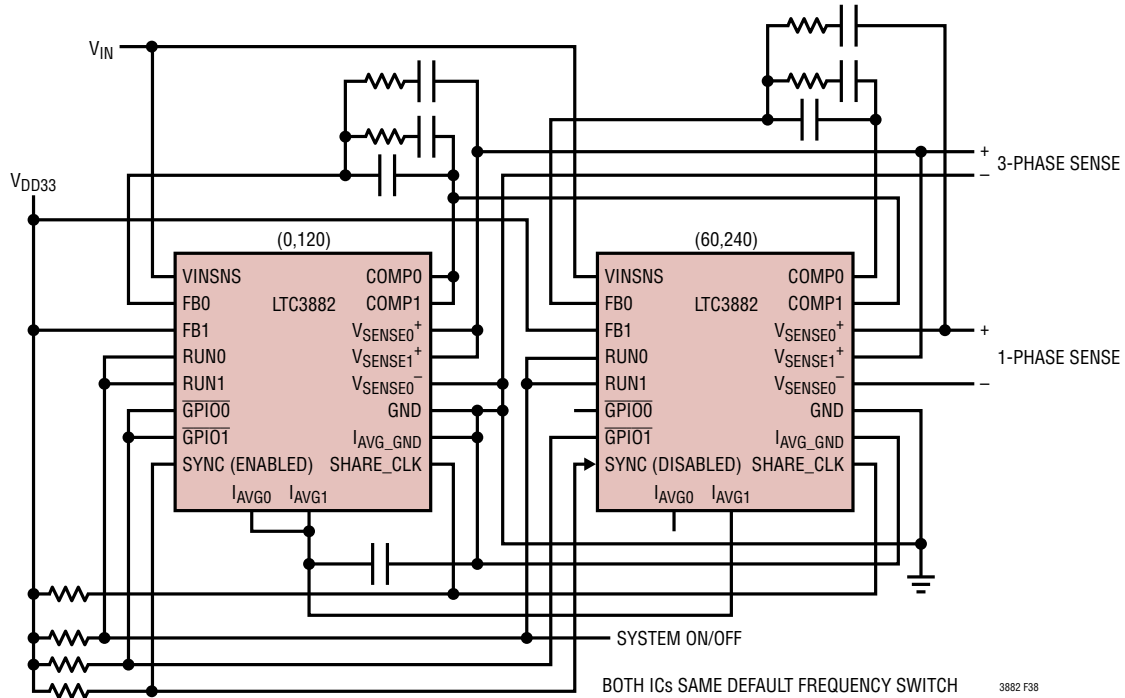 V_IN
V_DD33
(0,120)
(60,240)
VINSNS
FB0
FB1
RUN0
RUN1
GPIO0
GPIO1
SYNC (ENABLED)
LTC3882
COMP0
COMP1
V_SENSE0+
V_SENSE1+
V_SENSE0–
GND
I_AVG_GND
SHARE_CLK
I_AVG0 I_AVG1
VINSNS
FB0
FB1
RUN0
RUN1
GPIO0
GPIO1
SYNC (DISABLED)
LTC3882
COMP0
COMP1
V_SENSE0+
V_SENSE1+
V_SENSE0–
GND
I_AVG_GND
SHARE_CLK
I_AVG0 I_AVG1
+
3-PHASE SENSE
–
+
1-PHASE SENSE
–
SYSTEM ON/OFF
BOTH ICs SAME DEFAULT FREQUENCY SWITCH
3882 F38